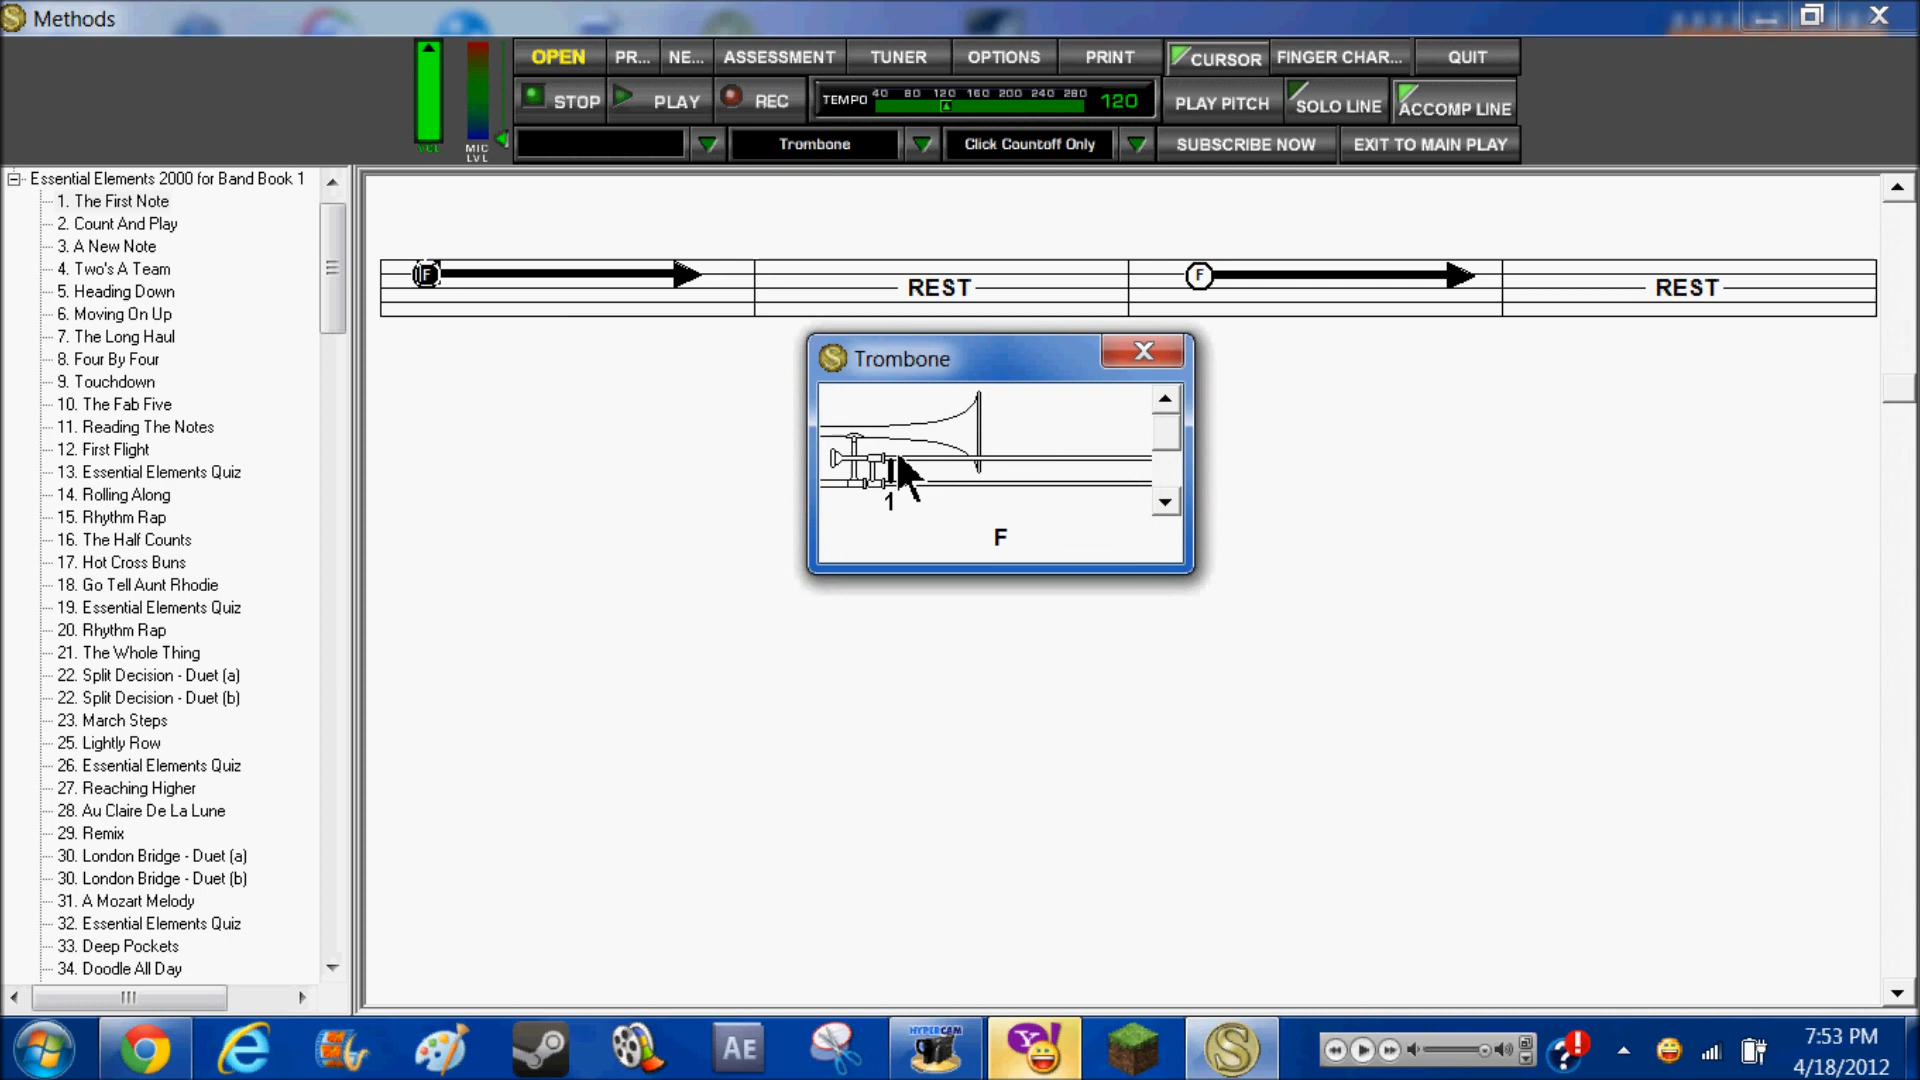 Methods
OPEN PR... NE... ASSESSMENT TUNER OPTIONS PRINT CURSOR FINGER CHAR... QUIT
STOP PLAY REC TEMPO 40 80 120 160 200 240 280 120 PLAY PITCH SOLO LINE ACCOMP LINE
VOL MIC LVL Trombone Click Countoff Only SUBSCRIBE NOW EXIT TO MAIN PLAY
Essential Elements 2000 for Band Book 1
1. The First Note
2. Count And Play
3. A New Note
4. Two's A Team
5. Heading Down
6. Moving On Up
7. The Long Haul
8. Four By Four
9. Touchdown
10. The Fab Five
11. Reading The Notes
12. First Flight
13. Essential Elements Quiz
14. Rolling Along
15. Rhythm Rap
16. The Half Counts
17. Hot Cross Buns
18. Go Tell Aunt Rhodie
19. Essential Elements Quiz
20. Rhythm Rap
21. The Whole Thing
22. Split Decision - Duet (a)
22. Split Decision - Duet (b)
23. March Steps
25. Lightly Row
26. Essential Elements Quiz
27. Reaching Higher
28. Au Claire De La Lune
29. Remix
30. London Bridge - Duet (a)
30. London Bridge - Duet (b)
31. A Mozart Melody
32. Essential Elements Quiz
33. Deep Pockets
34. Doodle All Day
F REST F REST
Trombone
1
F
AE HYPERCAM Y! S
7:53 PM
4/18/2012